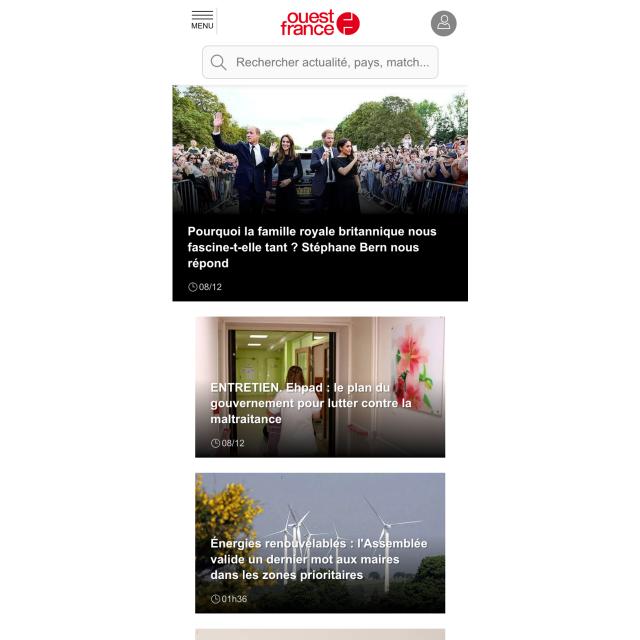 MENU
ouest
france
Rechercher actualité, pays, match...
Pourquoi la famille royale britannique nous
fascine-t-elle tant ? Stéphane Bern nous
répond
08/12
ENTRETIEN. Ehpad : le plan du
gouvernement pour lutter contre la
maltraitance
08/12
Énergies renouvelables : l'Assemblée
valide un dernier mot aux maires
dans les zones prioritaires
01h36